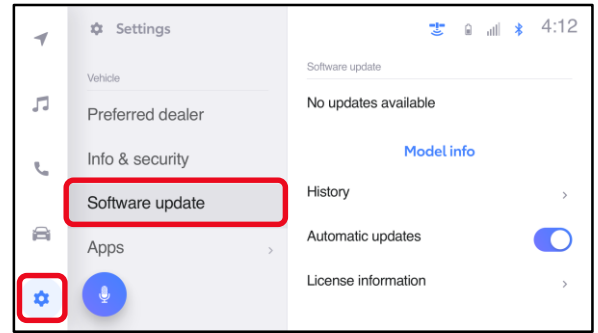 Settings
4:12
Vehicle
Preferred dealer
Info & security
Software update
Apps
Software update
No updates available
Model info
History
Automatic updates
License information